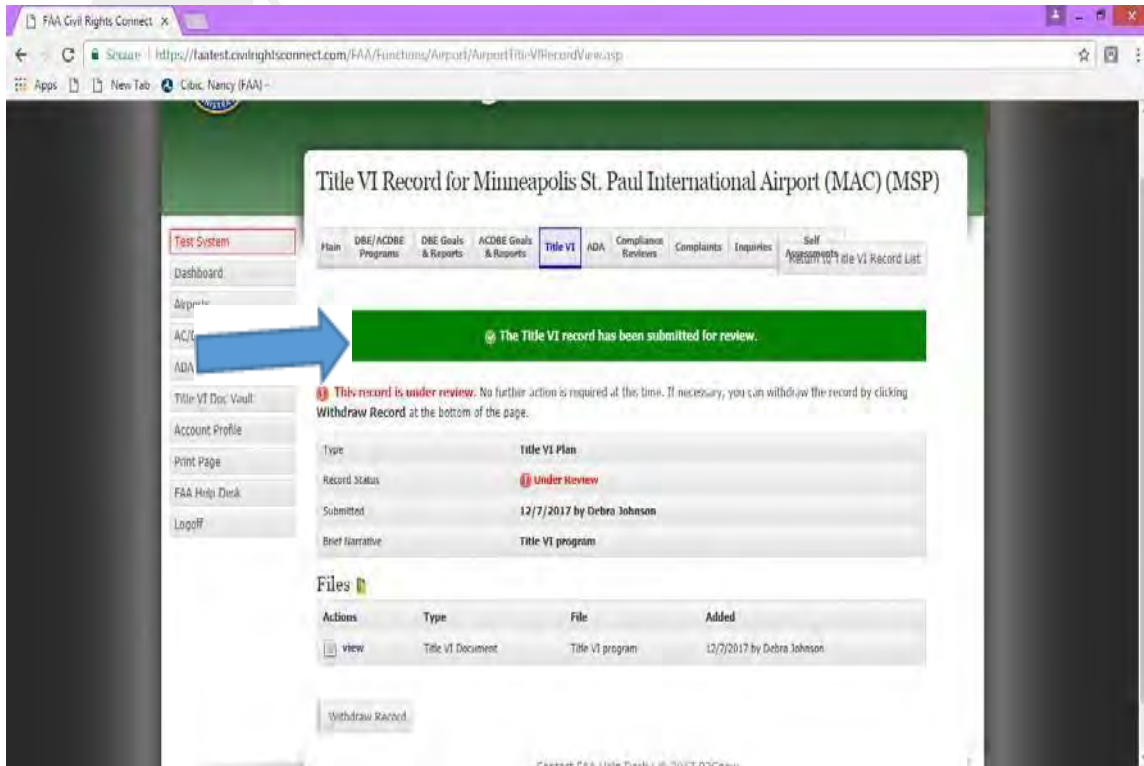 FAA Civil Rights Connect
Secure https://faatest.civilrightsconnect.com/FAA/Functions/Airport/AirportTitleVIRecordView.asp
Apps New Tab Cibic, Nancy (FAA) -
Title VI Record for Minneapolis St. Paul International Airport (MAC) (MSP)
Test System
Dashboard
Airports
ADA
Title VI Doc Vault
Account Profile
Print Page
FAA Help Desk
Logoff
Main DBE/ACDBE Programs DBE Goals & Reports ACDBE Goals & Reports Title VI ADA Compliance Reviews Complaints Inquiries Self Assessments
Return to Title VI Record List
The Title VI record has been submitted for review.
This record is under review. No further action is required at this time. If necessary, you can withdraw the record by clicking
Withdraw Record at the bottom of the page.
Type Title VI Plan
Record Status Under Review
Submitted 12/7/2017 by Debra Johnson
Brief Narrative Title VI program
Files
Actions Type File Added
view Title VI Document Title VI program 12/7/2017 by Debra Johnson
Withdraw Record